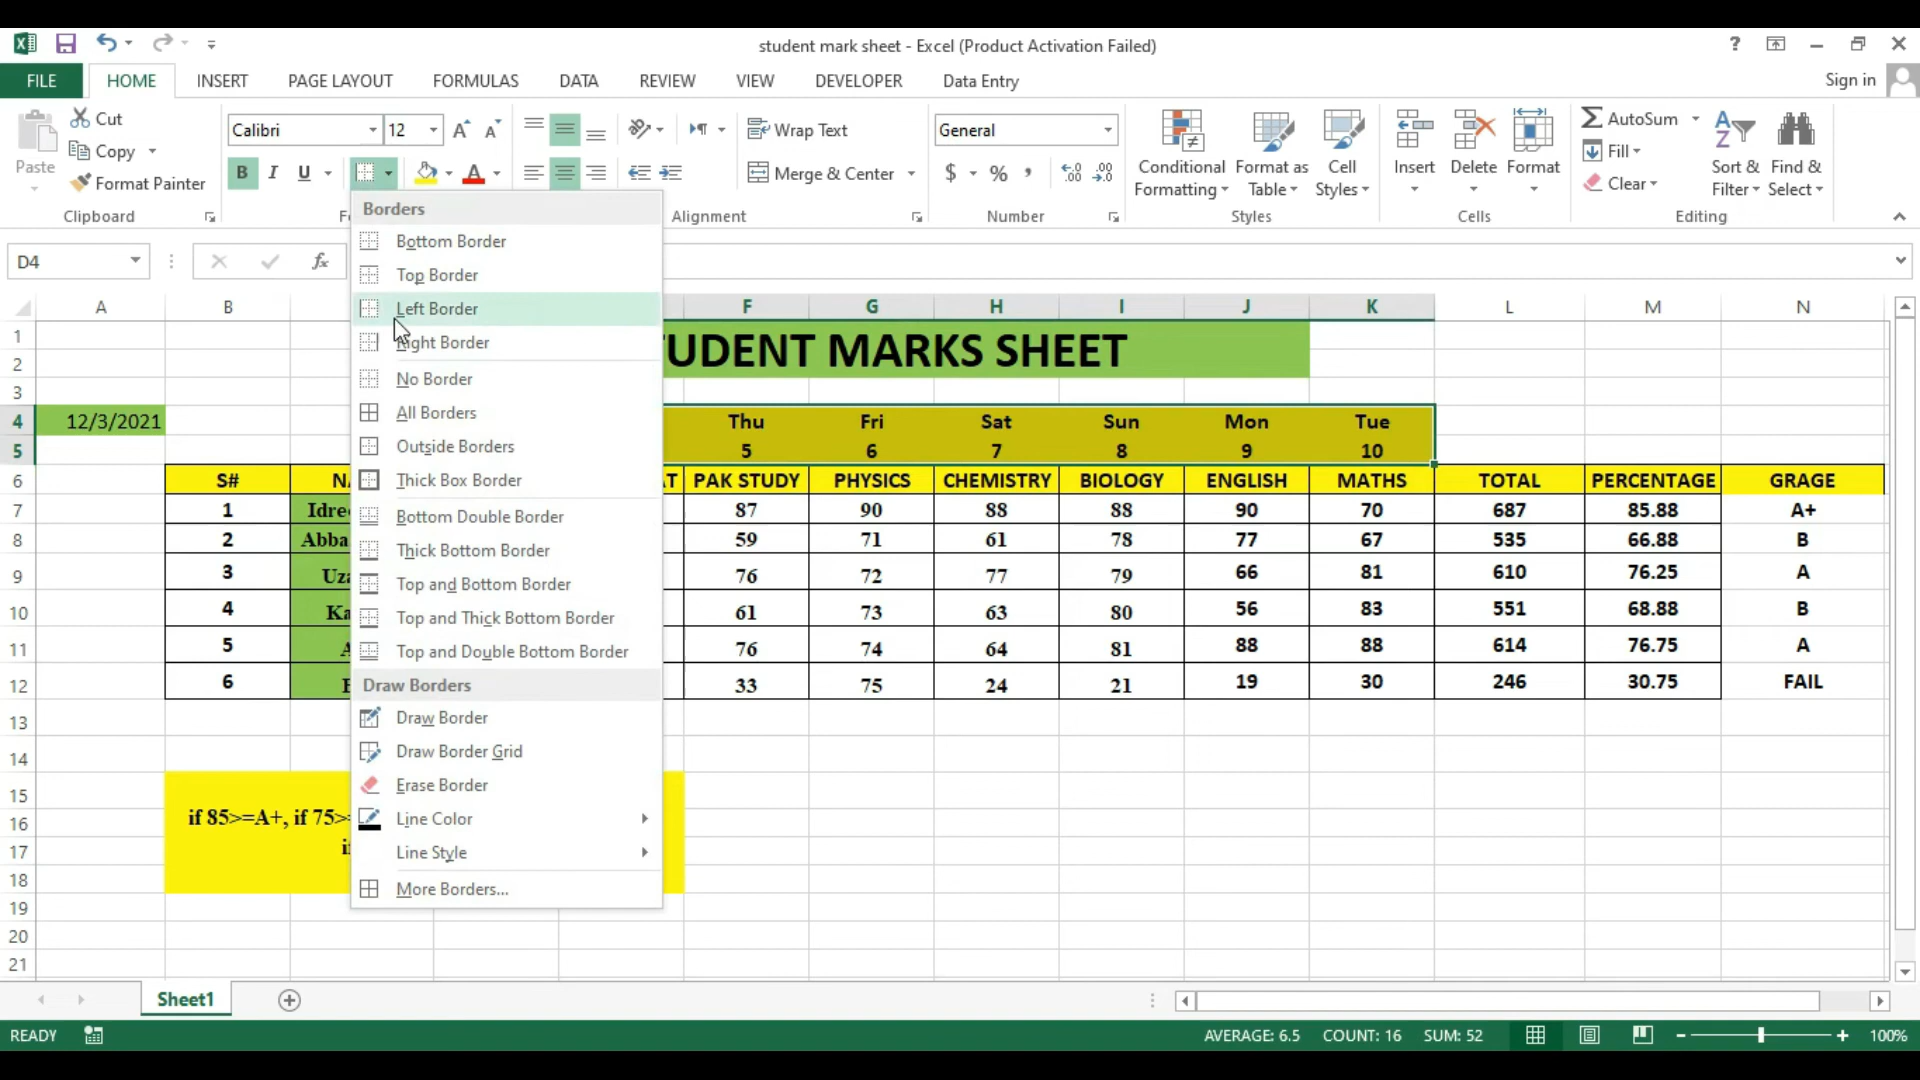 student mark sheet - Excel (Product Activation Failed)
?
FILE HOME INSERT PAGE LAYOUT FORMULAS DATA REVIEW VIEW DEVELOPER Data Entry Sign in
Paste
Cut
Copy
Format Painter
Clipboard
Calibri 12
B I U
Wrap Text
Merge & Center
Alignment
General
$ % ,
Number
Conditional Formatting
Format as Table
Cell Styles
Styles
Insert Delete Format
Cells
AutoSum
Fill
Clear
Sort & Filter
Find & Select
Editing
D4
fx
Borders
Bottom Border
Top Border
Left Border
Right Border
No Border
All Borders
Outside Borders
Thick Box Border
Bottom Double Border
Thick Bottom Border
Top and Bottom Border
Top and Thick Bottom Border
Top and Double Bottom Border
Draw Borders
Draw Border
Draw Border Grid
Erase Border
Line Color
Line Style
More Borders...
A B F G H I J K L M N
1 UDENT MARKS SHEET
2
3
4 12/3/2021 Thu Fri Sat Sun Mon Tue
5 5 6 7 8 9 10
6 S# PAK STUDY PHYSICS CHEMISTRY BIOLOGY ENGLISH MATHS TOTAL PERCENTAGE GRAGE
7 1 Idre 87 90 88 88 90 70 687 85.88 A+
8 2 Abba 59 71 61 78 77 67 535 66.88 B
9 3 Uza 76 72 77 79 66 81 610 76.25 A
10 4 Ka 61 73 63 80 56 83 551 68.88 B
11 5 76 74 64 81 88 88 614 76.75 A
12 6 33 75 24 21 19 30 246 30.75 FAIL
13
14
15
16 if 85>=A+, if 75>=
17
18
19
20
21
Sheet1
READY AVERAGE: 6.5 COUNT: 16 SUM: 52 100%